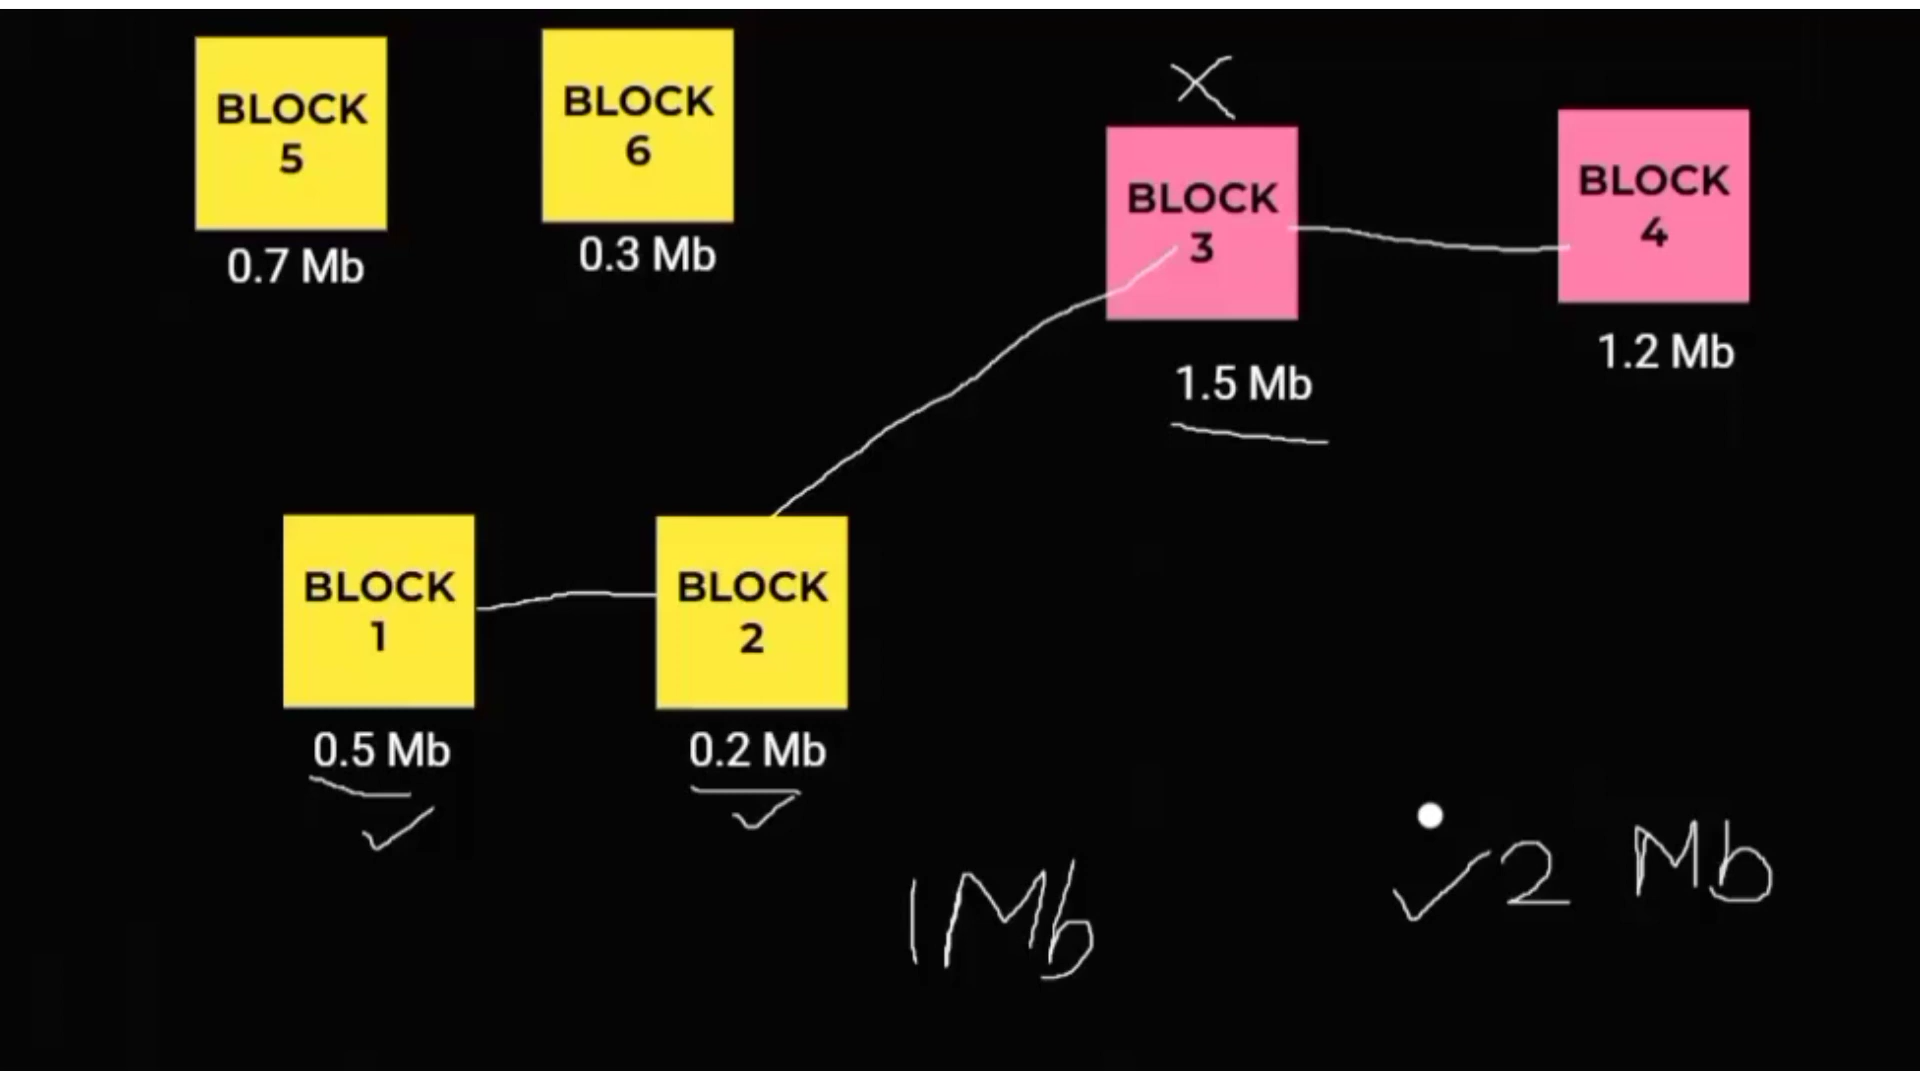 BLOCK
5
0.7 Mb
BLOCK
6
0.3 Mb
BLOCK
3
1.5 Mb
BLOCK
4
1.2 Mb
BLOCK
1
0.5 Mb
BLOCK
2
0.2 Mb
1Mb
2 Mb